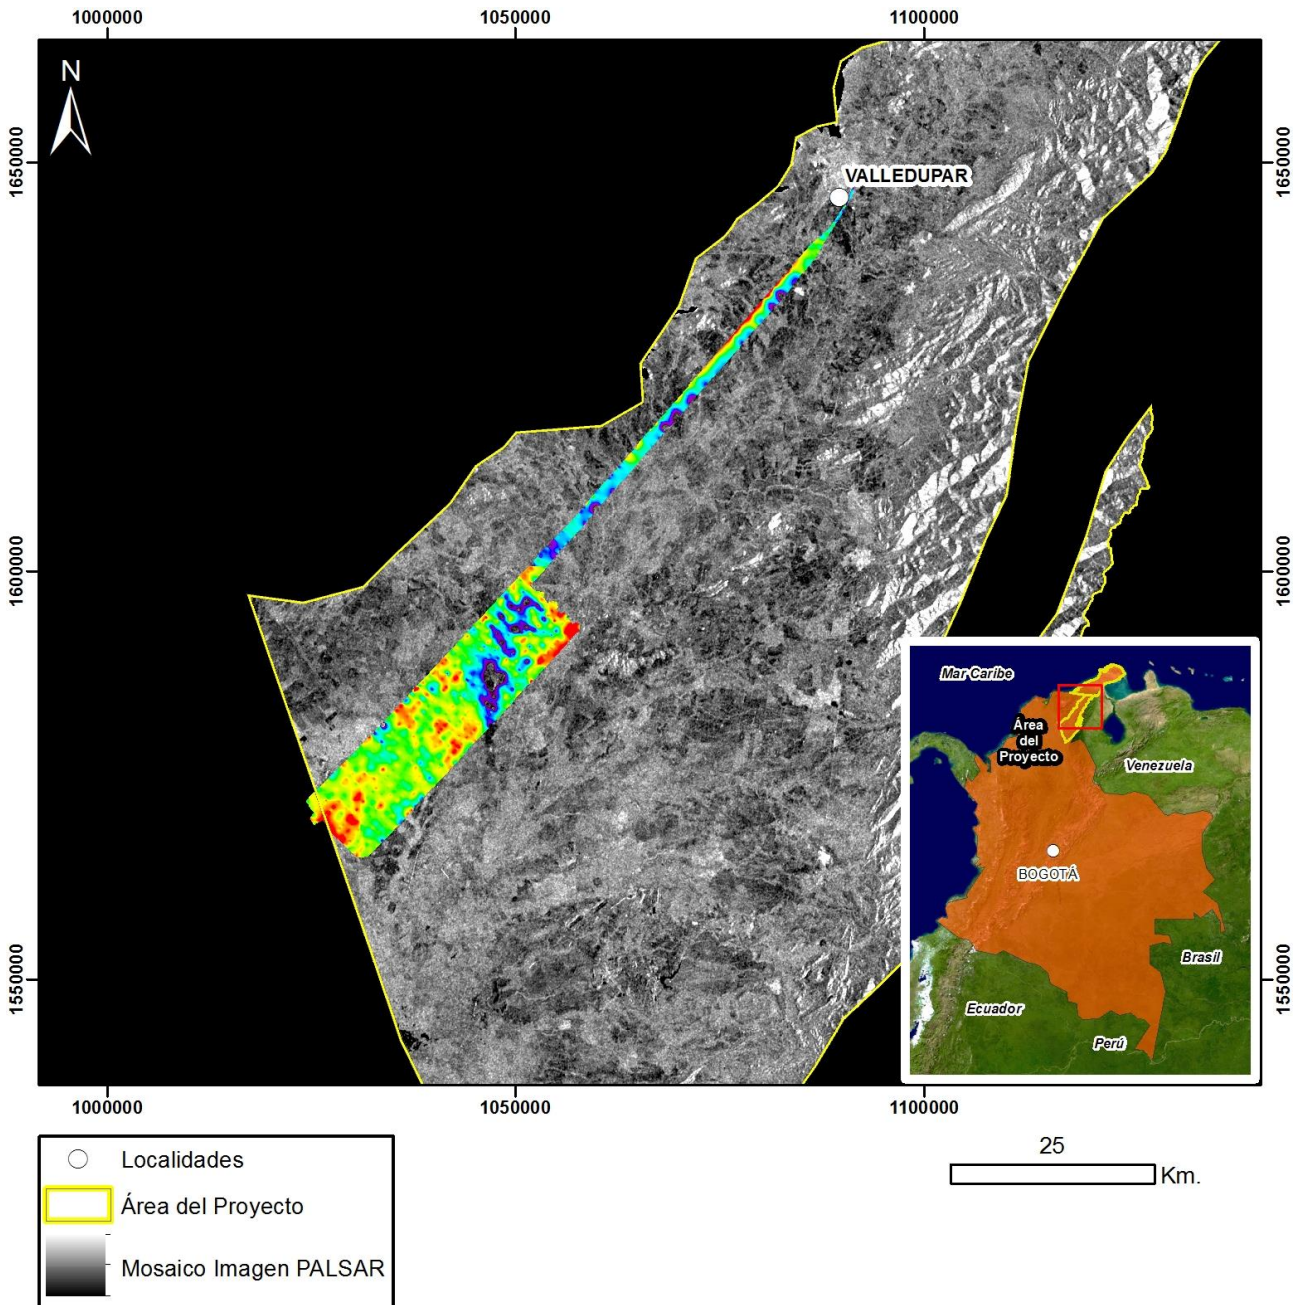 1000000
1050000
1100000
N
1650000
1650000
VALLEDUPAR
1600000
1600000
Mar Caribe
Área
del
Proyecto
Venezuela
BOGOTÁ
Brasil
Ecuador
Perú
1550000
1550000
1000000
1050000
1100000
Localidades
Área del Proyecto
Mosaico Imagen PALSAR
25
Km.